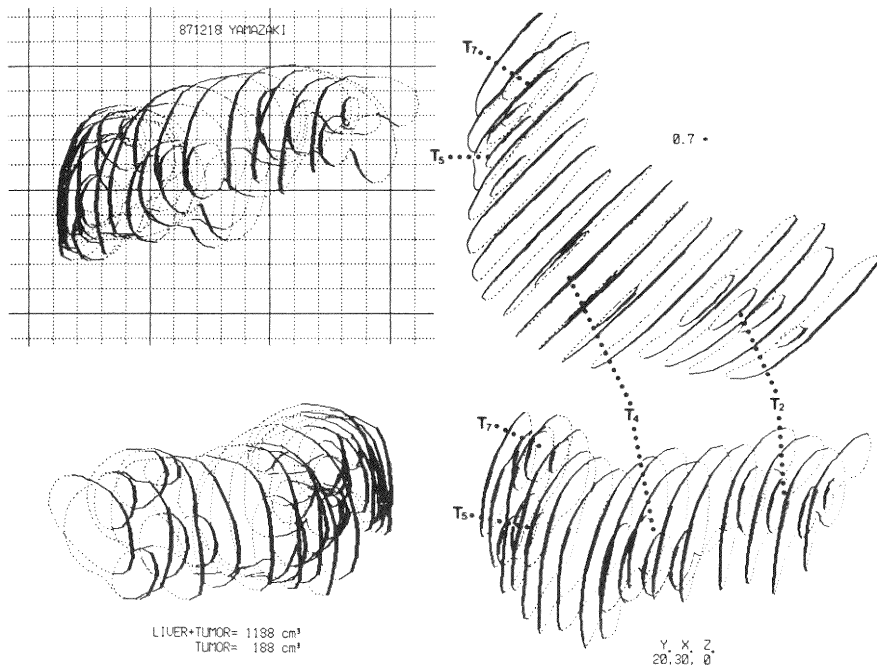 871218 YAMAZAKI
T7
T5
0.7
T4
T2
T7
T5
LIVER+TUMOR= 1188 cm³
TUMOR= 188 cm³
Y. X. Z.
20,30, 0